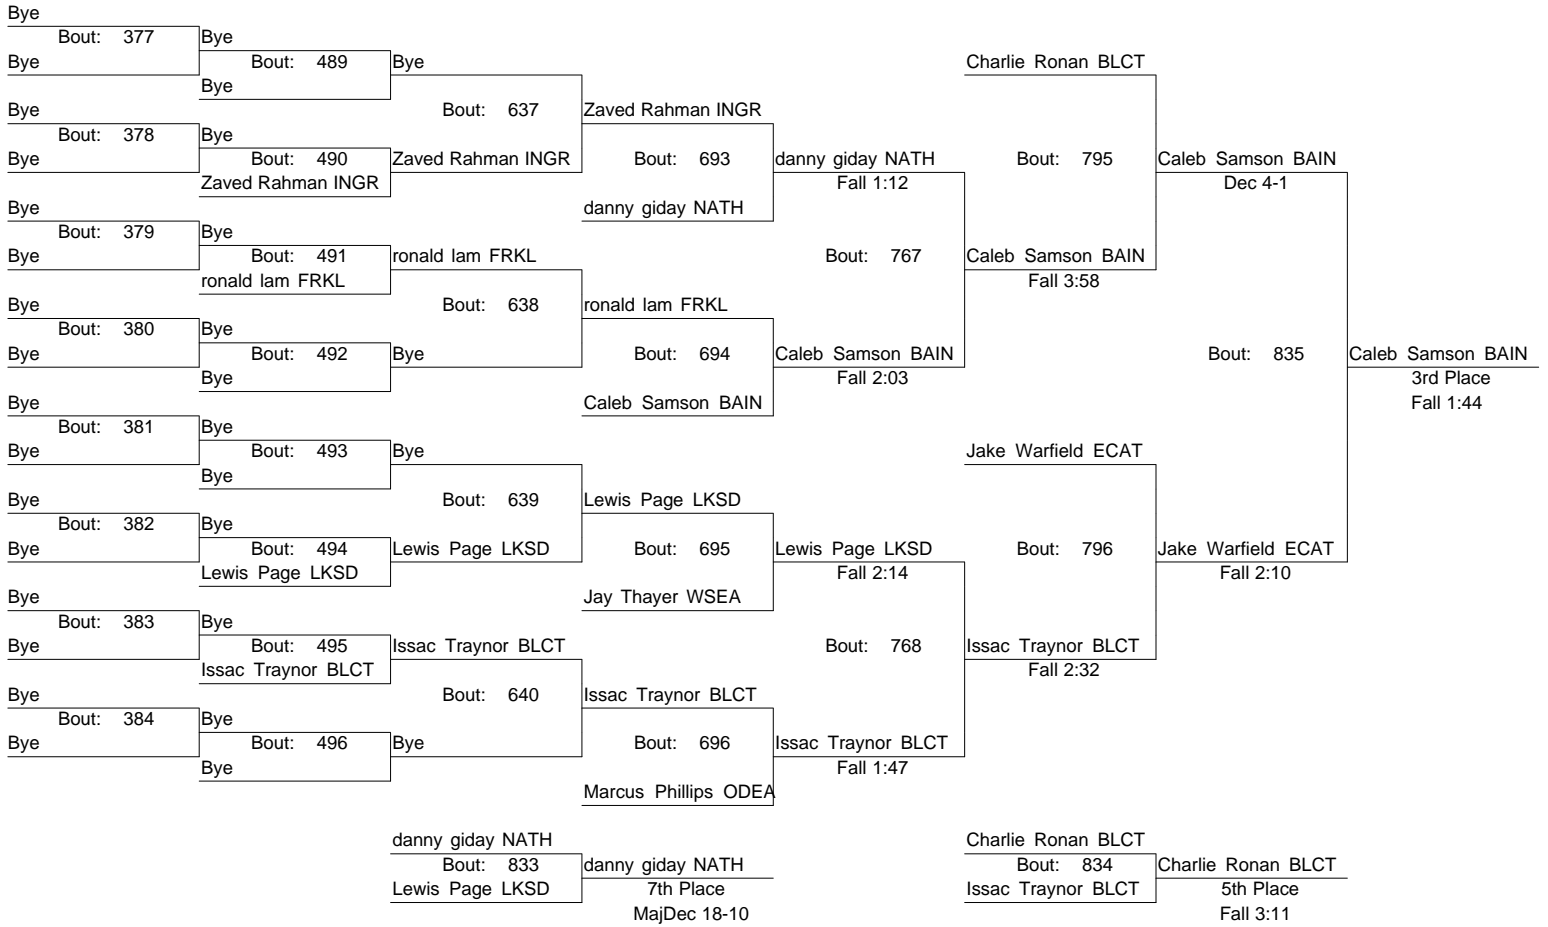 Bye
Bout: 377 Bye
Bye Bout: 489 Bye Charlie Ronan BLCT
Bye
Bye Bout: 637 Zaved Rahman INGR
Bout: 378 Bye
Bye Bout: 490 Zaved Rahman INGR Bout: 693 danny giday NATH Bout: 795 Caleb Samson BAIN
Zaved Rahman INGR Fall 1:12 Dec 4-1
Bye danny giday NATH
Bout: 379 Bye
Bye Bout: 491 ronald lam FRKL Bout: 767 Caleb Samson BAIN
ronald lam FRKL Fall 3:58
Bye Bout: 638 ronald lam FRKL
Bout: 380 Bye
Bye Bout: 492 Bye Bout: 694 Caleb Samson BAIN Bout: 835 Caleb Samson BAIN
Bye Fall 2:03 3rd Place
Bye Caleb Samson BAIN Fall 1:44
Bout: 381 Bye
Bye Bout: 493 Bye Jake Warfield ECAT
Bye
Bye Bout: 639 Lewis Page LKSD
Bout: 382 Bye
Bye Bout: 494 Lewis Page LKSD Bout: 695 Lewis Page LKSD Bout: 796 Jake Warfield ECAT
Lewis Page LKSD Fall 2:14 Fall 2:10
Bye Jay Thayer WSEA
Bout: 383 Bye
Bye Bout: 495 Issac Traynor BLCT Bout: 768 Issac Traynor BLCT
Issac Traynor BLCT Fall 2:32
Bye Bout: 640 Issac Traynor BLCT
Bout: 384 Bye
Bye Bout: 496 Bye Bout: 696 Issac Traynor BLCT
Bye Fall 1:47
Marcus Phillips ODEA
danny giday NATH Charlie Ronan BLCT
Bout: 833 danny giday NATH Bout: 834 Charlie Ronan BLCT
Lewis Page LKSD 7th Place Issac Traynor BLCT 5th Place
MajDec 18-10 Fall 3:11